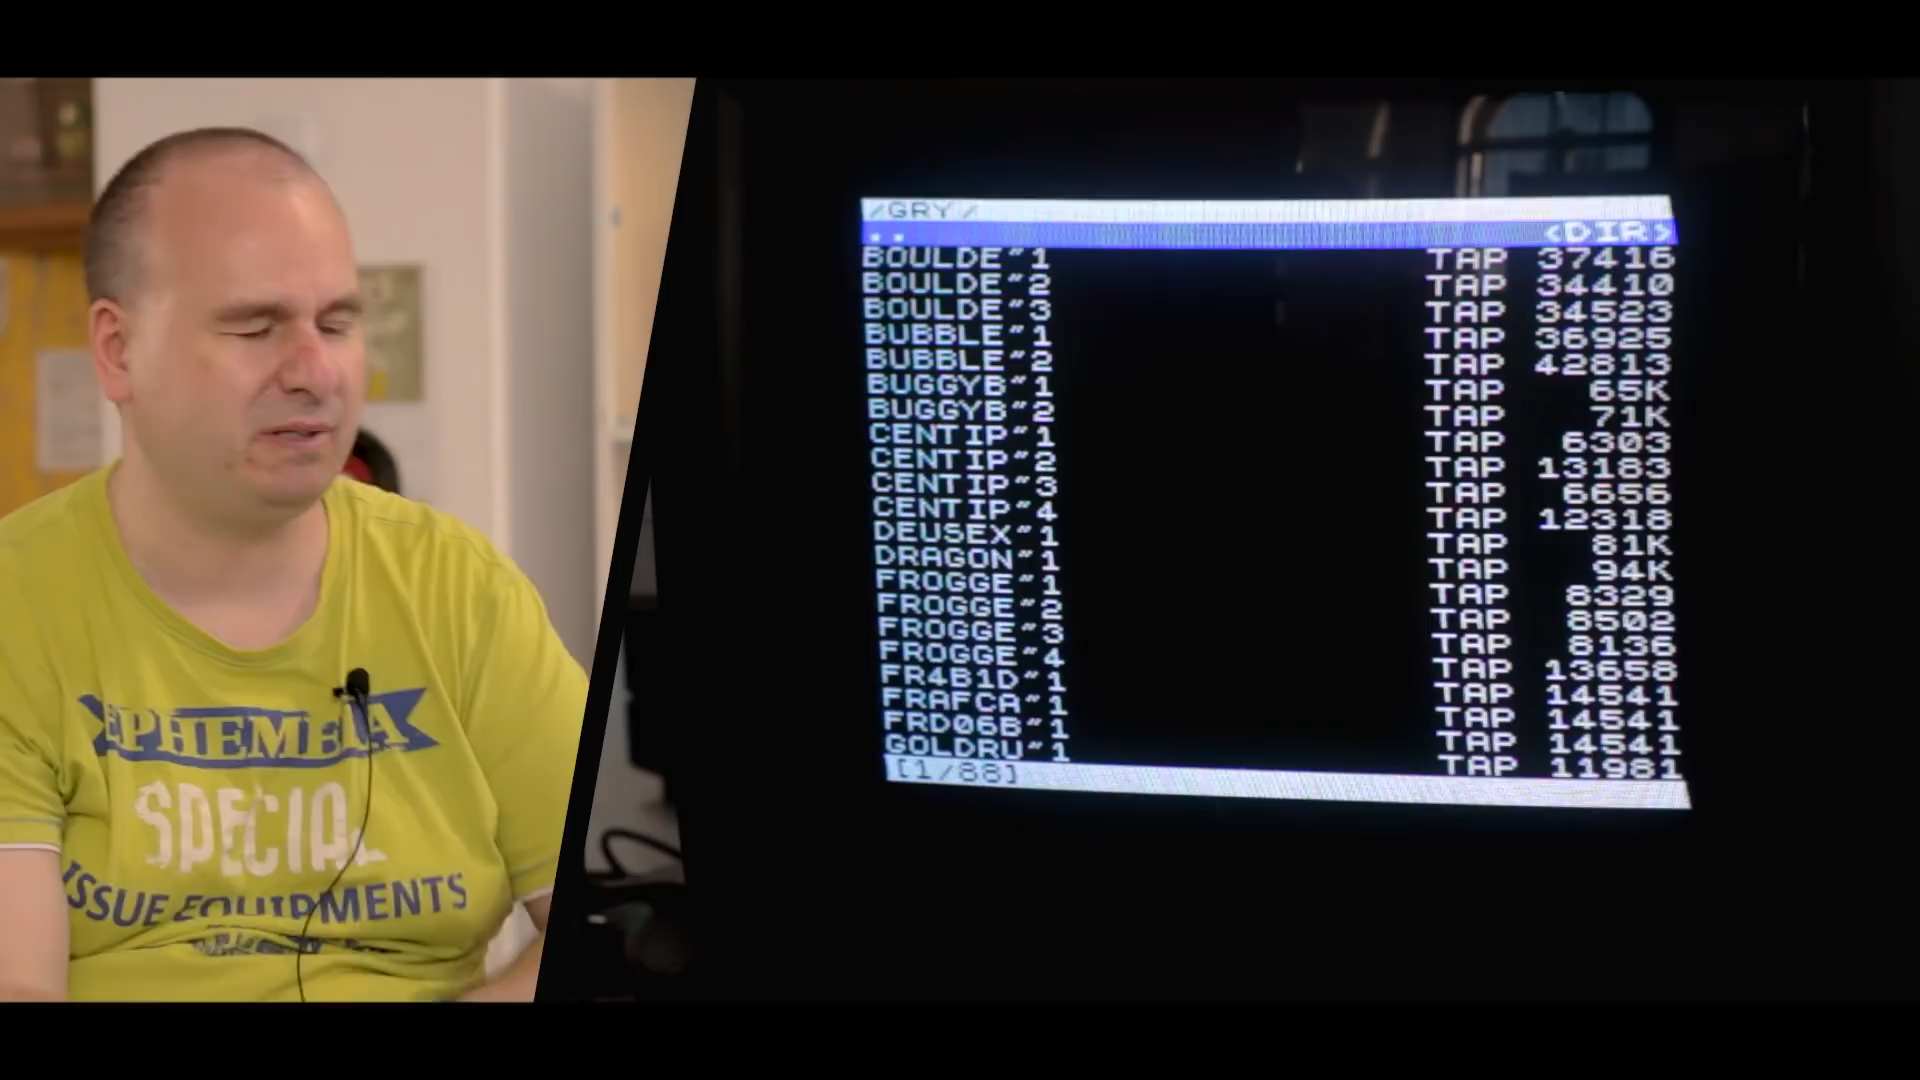 EPHEMELA
SPECIAL
ISSUE EQUIPMENTS
/GRY/
.. <DIR>
BOULDE~1 TAP 37416
BOULDE~2 TAP 34410
BOULDE~3 TAP 34523
BUBBLE~1 TAP 36925
BUBBLE~2 TAP 42813
BUGGYB~1 TAP 65K
BUGGYB~2 TAP 71K
CENTIP~1 TAP 6303
CENTIP~2 TAP 13183
CENTIP~3 TAP 6656
CENTIP~4 TAP 12318
DEUSEX~1 TAP 81K
DRAGON~1 TAP 94K
FROGGE~1 TAP 8329
FROGGE~2 TAP 8502
FROGGE~3 TAP 8136
FROGGE~4 TAP 13658
FR4B1D~1 TAP 14541
FRAFCA~1 TAP 14541
FRD06B~1 TAP 14541
GOLDRU~1 TAP 11981
[1/88]